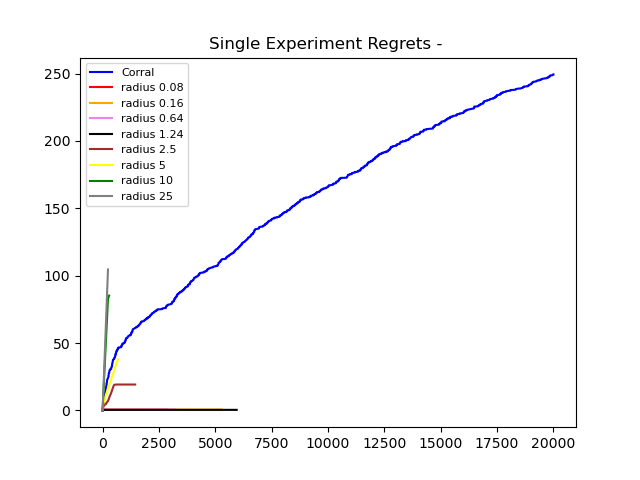 Single Experiment Regrets -
250
200
150
100
50
0
Corral
radius 0.08
radius 0.16
radius 0.64
radius 1.24
radius 2.5
radius 5
radius 10
radius 25
0 2500 5000 7500 10000 12500 15000 17500 20000